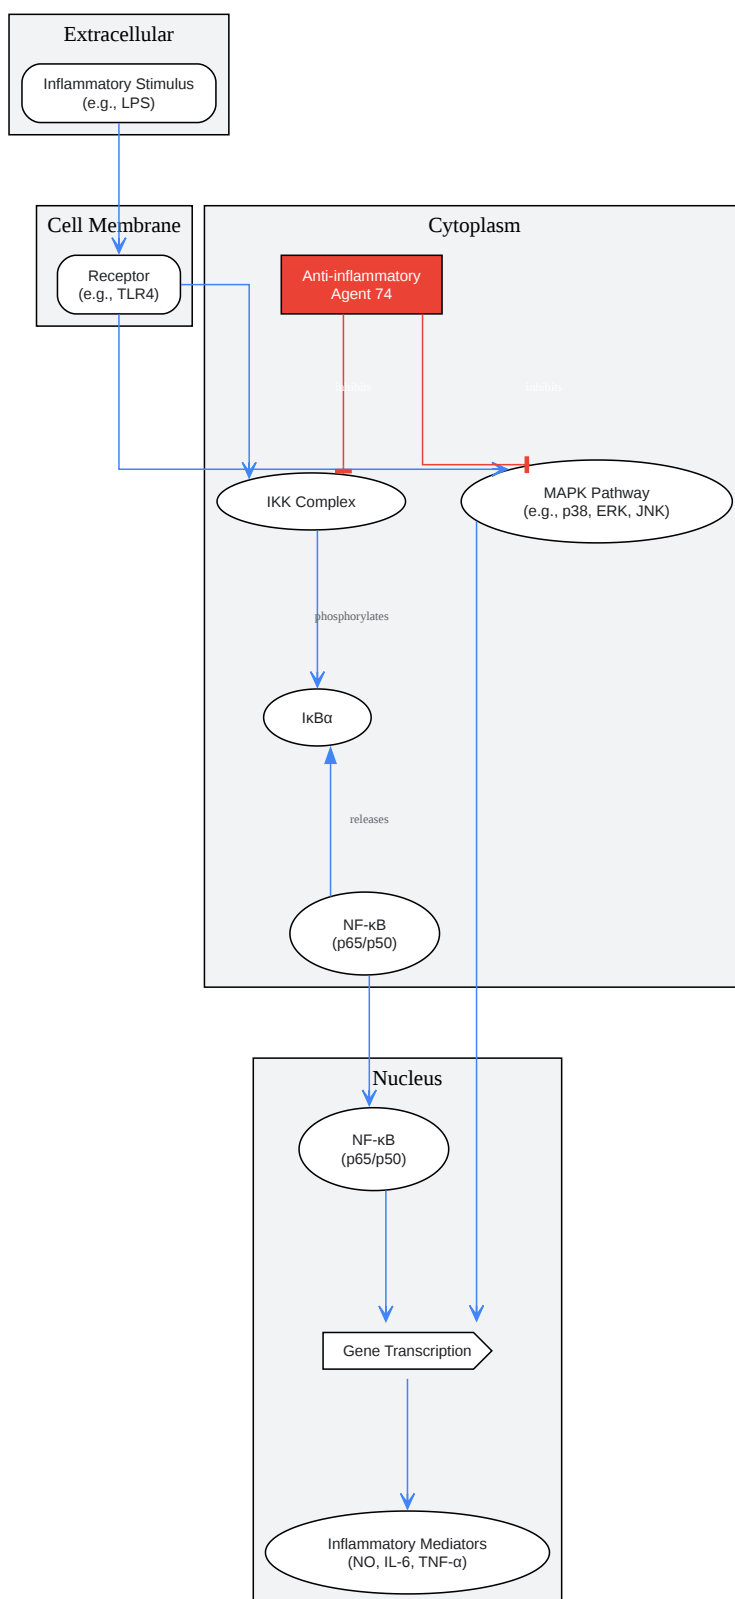 Extracellular
Inflammatory Stimulus
(e.g., LPS)
Cell Membrane
Receptor
(e.g., TLR4)
Cytoplasm
Anti-inflammatory
Agent 74
inhibits
inhibits
IKK Complex
MAPK Pathway
(e.g., p38, ERK, JNK)
phosphorylates
IκBα
releases
NF-κB
(p65/p50)
Nucleus
NF-κB
(p65/p50)
Gene Transcription
Inflammatory Mediators
(NO, IL-6, TNF-α)